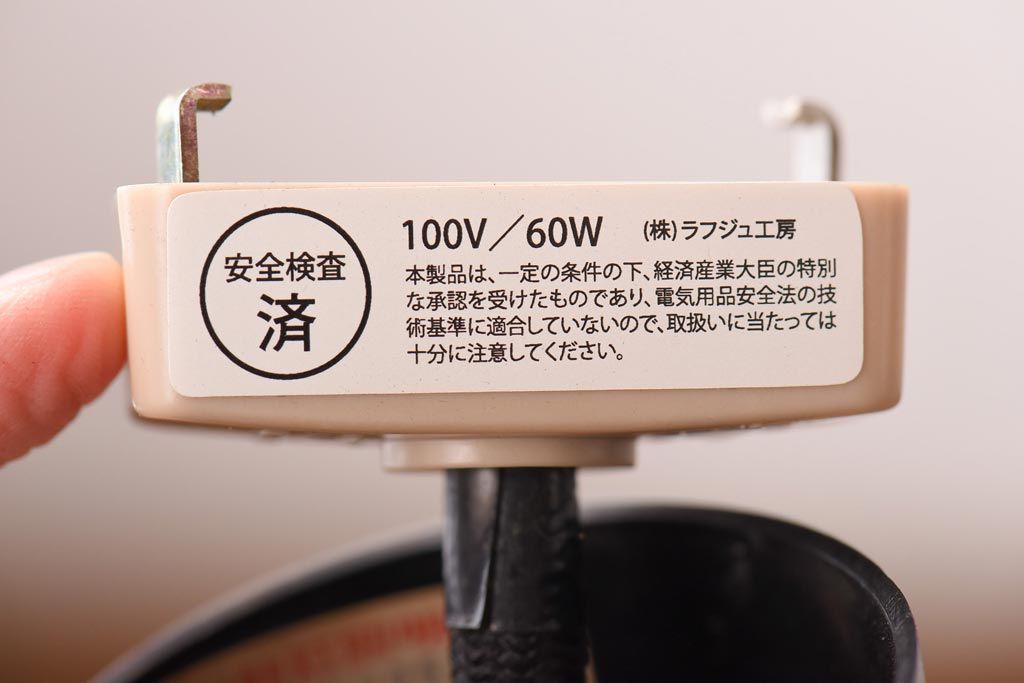 安全検査
済
100V／60W (株)ラフジュ工房
本製品は、一定の条件の下、経済産業大臣の特別
な承認を受けたものであり、電気用品安全法の技
術基準に適合していないので、取扱いに当たっては
十分に注意してください。